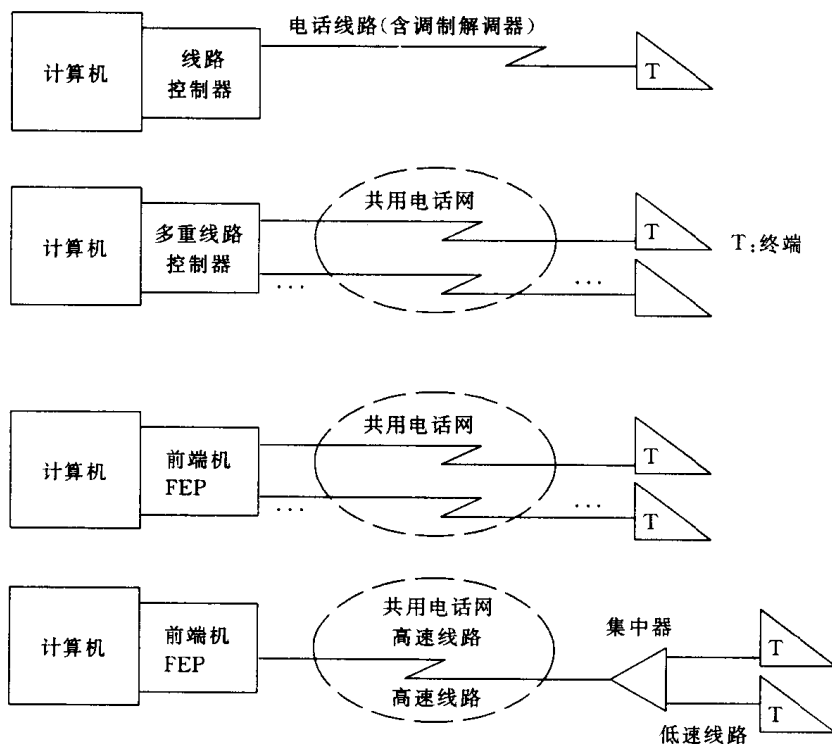 电话线路(含调制解调器)
计算机
线路
控制器
T
共用电话网
计算机
多重线路
控制器
T
T:终端
...
...
共用电话网
计算机
前端机
FEP
T
...
...
T
共用电话网
高速线路
集中器
计算机
前端机
FEP
T
高速线路
T
低速线路